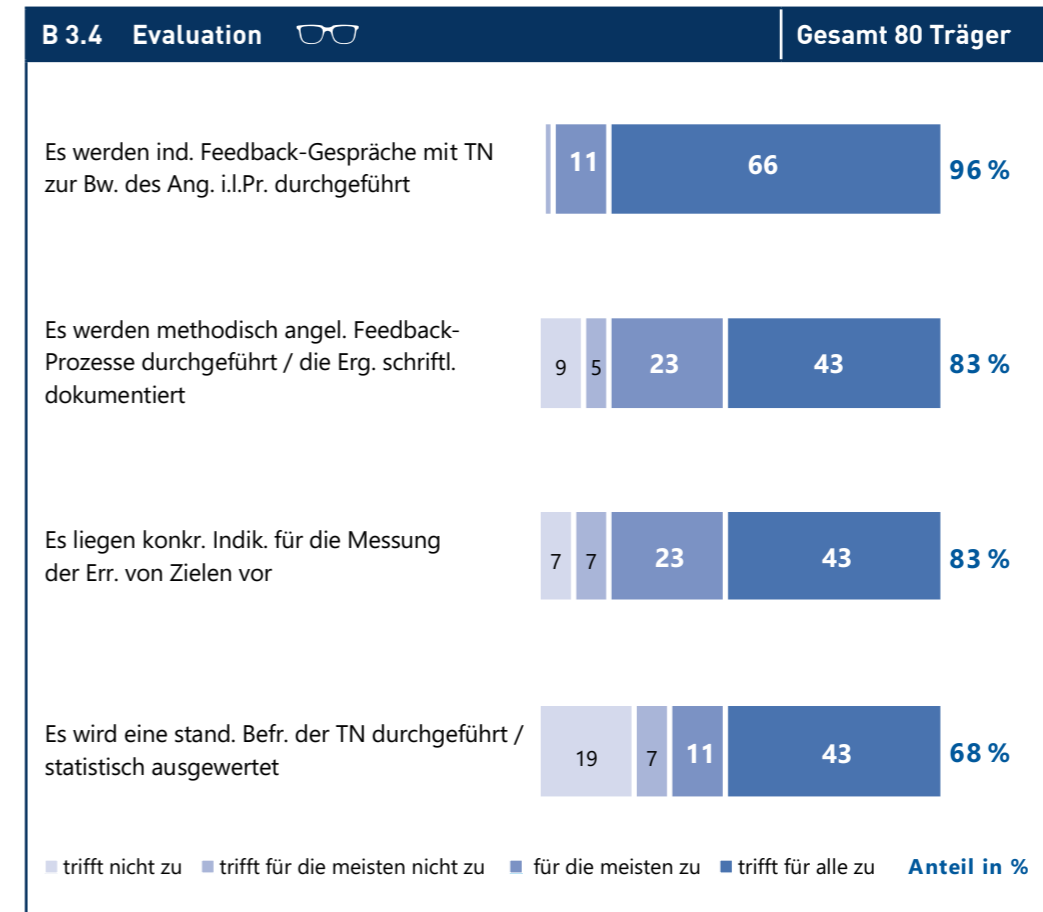 B 3.4 Evaluation
Gesamt 80 Träger
Es werden ind. Feedback-Gespräche mit TN
zur Bw. des Ang. i.l.Pr. durchgeführt
11 66 96 %
Es werden methodisch angel. Feedback-
Prozesse durchgeführt / die Erg. schriftl.
dokumentiert
9 5 23 43 83 %
Es liegen konkr. Indik. für die Messung
der Err. von Zielen vor
7 7 23 43 83 %
Es wird eine stand. Befr. der TN durchgeführt /
statistisch ausgewertet
19 7 11 43 68 %
trifft nicht zu trifft für die meisten nicht zu für die meisten zu trifft für alle zu Anteil in %